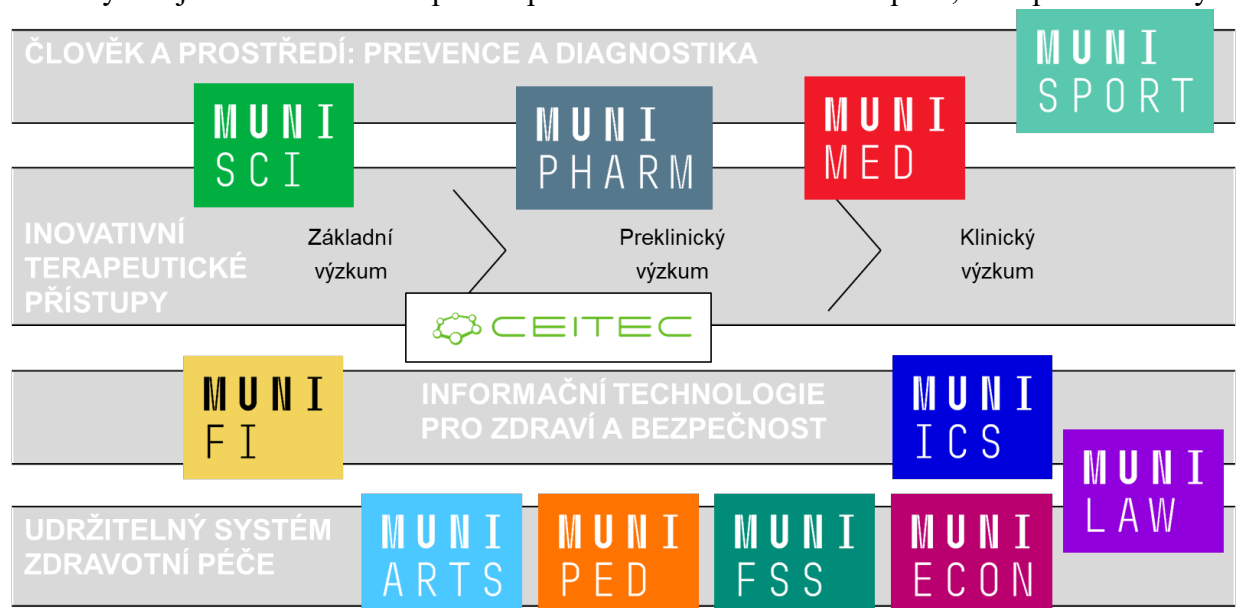 ČLOVĚK A PROSTŘEDÍ: PREVENCE A DIAGNOSTIKA
MUNI
SPORT
MUNI
SCI
MUNI
PHARM
MUNI
MED
INOVATIVNÍ
TERAPEUTICKÉ
PŘÍSTUPY
Základní
výzkum
Preklinický
výzkum
Klinický
výzkum
CEITEC
MUNI
FI
INFORMAČNÍ TECHNOLOGIE
PRO ZDRAVÍ A BEZPEČNOST
MUNI
ICS
MUNI
LAW
UDRŽITELNÝ SYSTÉM
ZDRAVOTNÍ PÉČE
MUNI
ARTS
MUNI
PED
MUNI
FSS
MUNI
ECON